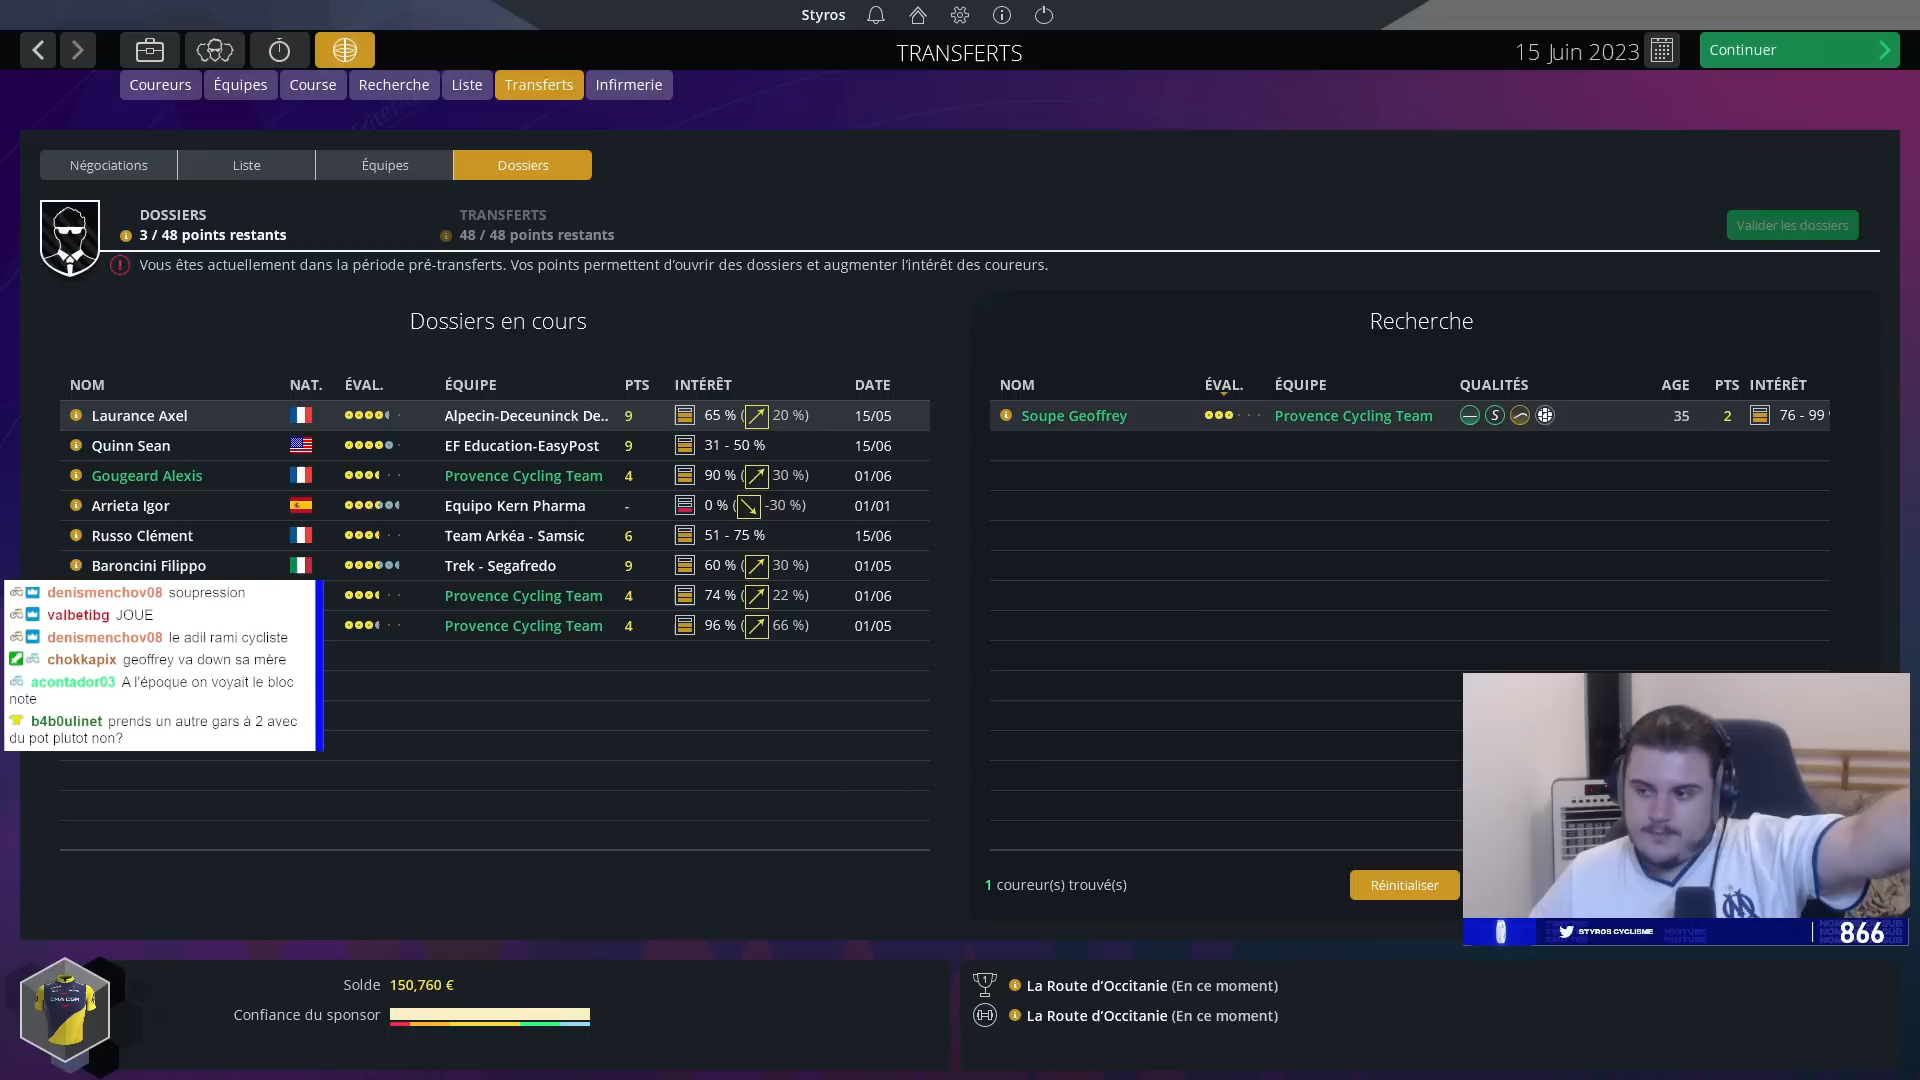 Styros
TRANSFERTS
15 Juin 2023
Continuer
Coureurs
Équipes
Course
Recherche
Liste
Transferts
Infirmerie
Négociations
Liste
Équipes
Dossiers
DOSSIERS
3 / 48 points restants
TRANSFERTS
48 / 48 points restants
Valider les dossiers
Vous êtes actuellement dans la période pré-transferts. Vos points permettent d'ouvrir des dossiers et augmenter l'intérêt des coureurs.
Dossiers en cours
NOM NAT. ÉVAL. ÉQUIPE PTS INTÉRÊT DATE
Laurance Axel Alpecin-Deceuninck De.. 9 65 % ( 20 %) 15/05
Quinn Sean EF Education-EasyPost 9 31 - 50 % 15/06
Gougeard Alexis Provence Cycling Team 4 90 % ( 30 %) 01/06
Arrieta Igor Equipo Kern Pharma - 0 % ( -30 %) 01/01
Russo Clément Team Arkéa - Samsic 6 51 - 75 % 15/06
Baroncini Filippo Trek - Segafredo 9 60 % ( 30 %) 01/05
Provence Cycling Team 4 74 % ( 22 %) 01/06
Provence Cycling Team 4 96 % ( 66 %) 01/05
Recherche
NOM ÉVAL. ÉQUIPE QUALITÉS AGE PTS INTÉRÊT
Soupe Geoffrey Provence Cycling Team S 35 2 76 - 99
1 coureur(s) trouvé(s)
Réinitialiser
denismenchov08 soupression
valbetibg JOUE
denismenchov08 le adil rami cycliste
chokkapix geoffrey va down sa mère
acontador03 A l'époque on voyait le bloc
note
b4b0ulinet prends un autre gars à 2 avec
du pot plutot non?
STYROS CYCLISME
866
CMA CGM
Solde 150,760 €
Confiance du sponsor
La Route d'Occitanie (En ce moment)
La Route d'Occitanie (En ce moment)